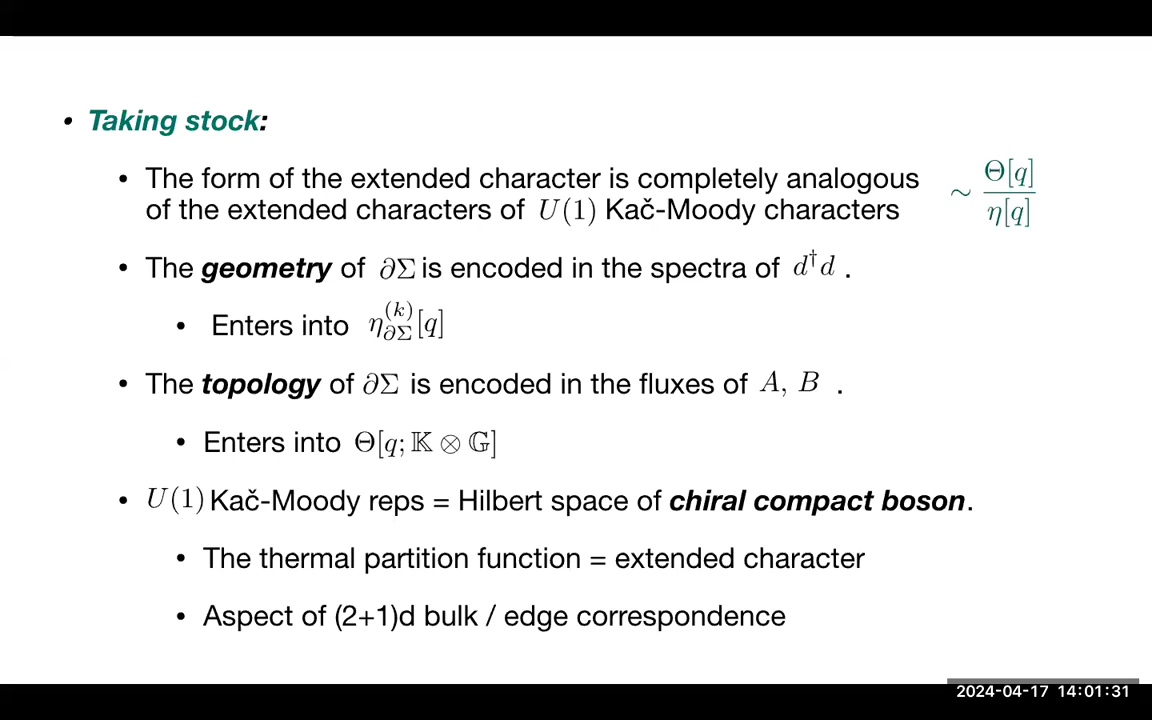 • Taking stock:
• The form of the extended character is completely analogous
of the extended characters of U(1) Kač-Moody characters ∼ Θ[q] / η[q]
• The geometry of ∂Σ is encoded in the spectra of d†d .
• Enters into η_{∂Σ}^{(k)}[q]
• The topology of ∂Σ is encoded in the fluxes of A, B .
• Enters into Θ[q; 𝕂 ⊗ 𝔾]
• U(1) Kač-Moody reps = Hilbert space of chiral compact boson.
• The thermal partition function = extended character
• Aspect of (2+1)d bulk / edge correspondence
2024-04-17 14:01:31